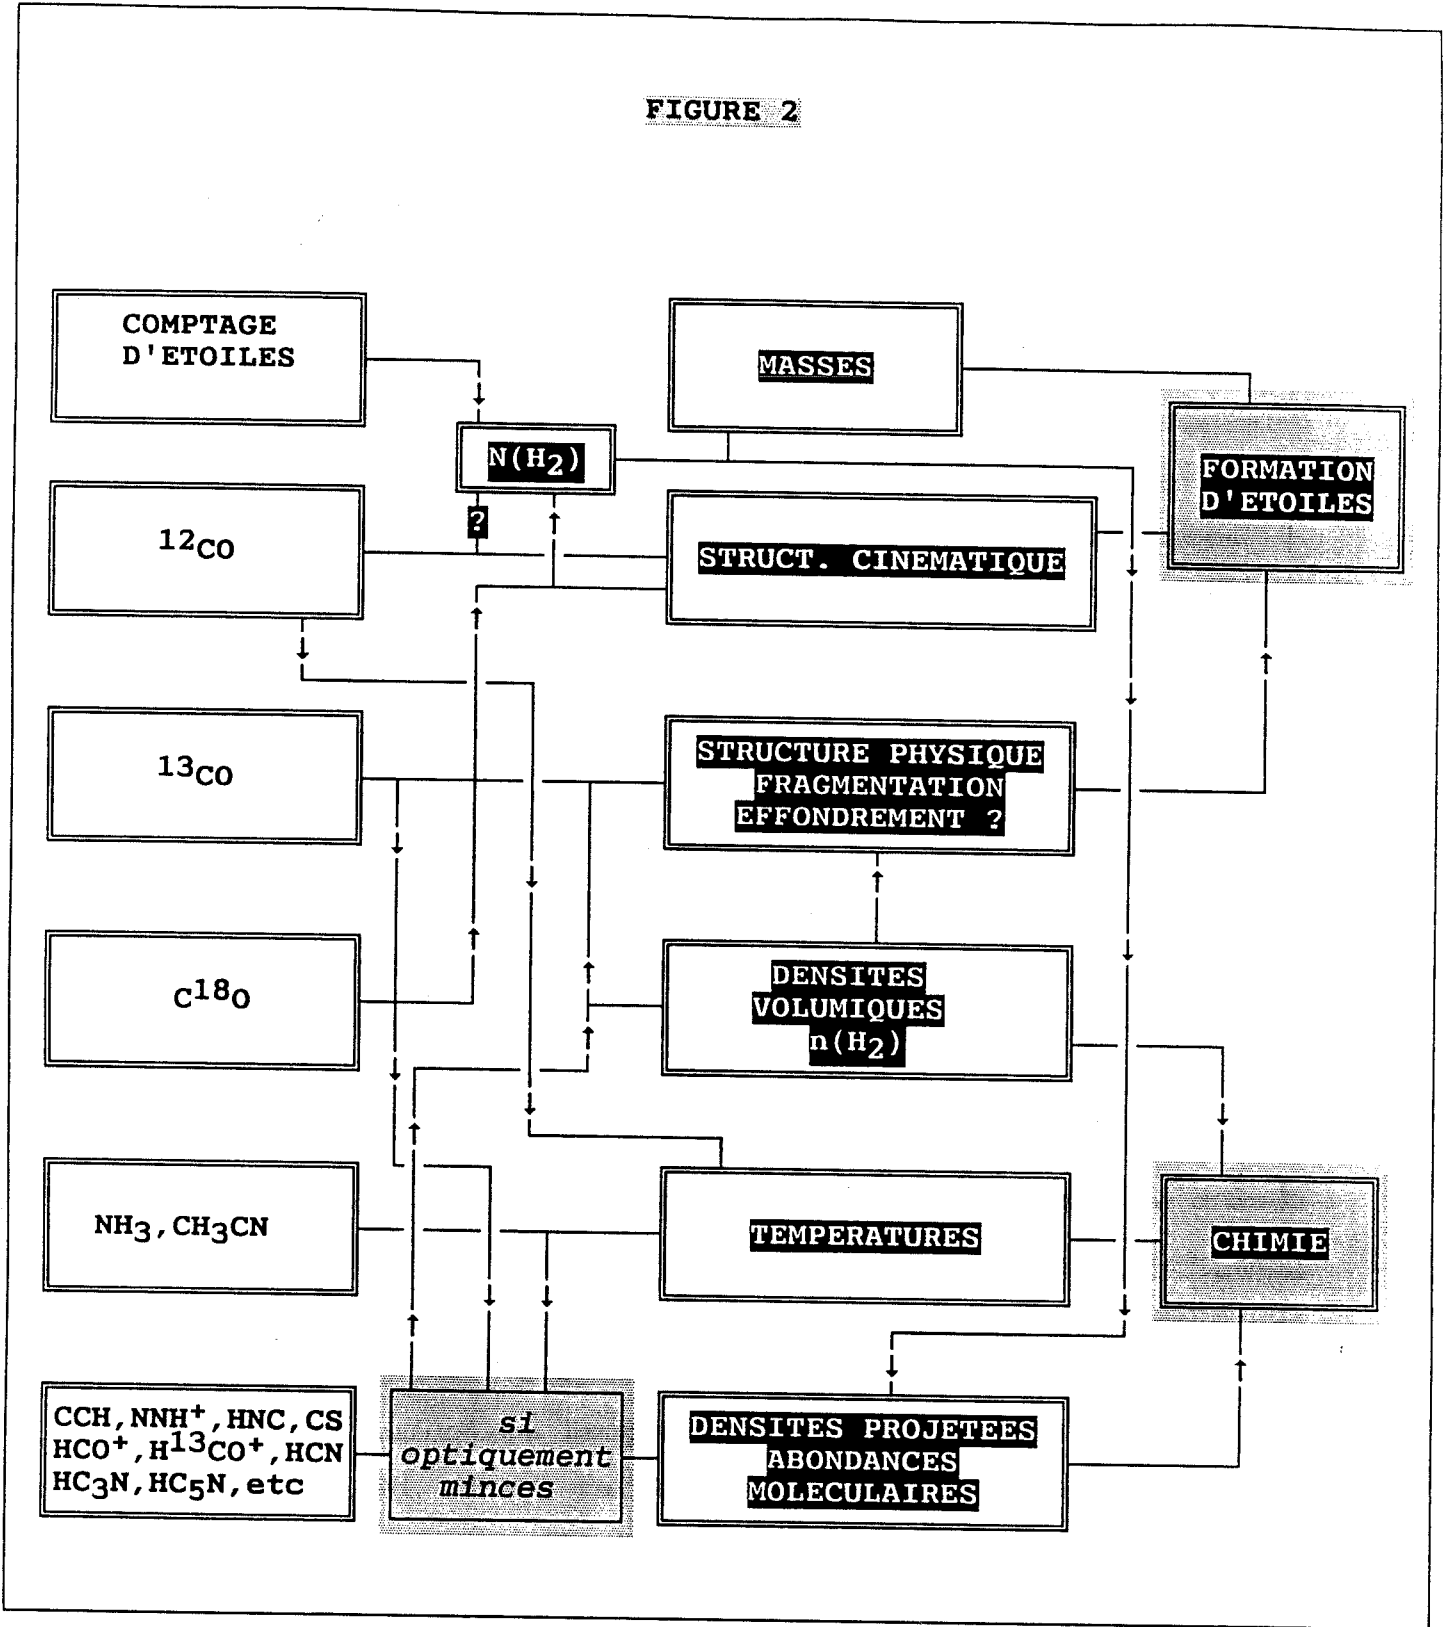 FIGURE 2
COMPTAGE
D'ETOILES
MASSES
N(H2)
FORMATION
D'ETOILES
?
12CO
STRUCT. CINEMATIQUE
13CO
STRUCTURE PHYSIQUE
FRAGMENTATION
EFFONDREMENT ?
C18O
DENSITES
VOLUMIQUES
n(H2)
NH3,CH3CN
TEMPERATURES
CHIMIE
CCH,NNH+,HNC,CS
HCO+,H13CO+,HCN
HC3N,HC5N,etc
si
optiquement
minces
DENSITES PROJETEES
ABONDANCES
MOLECULAIRES